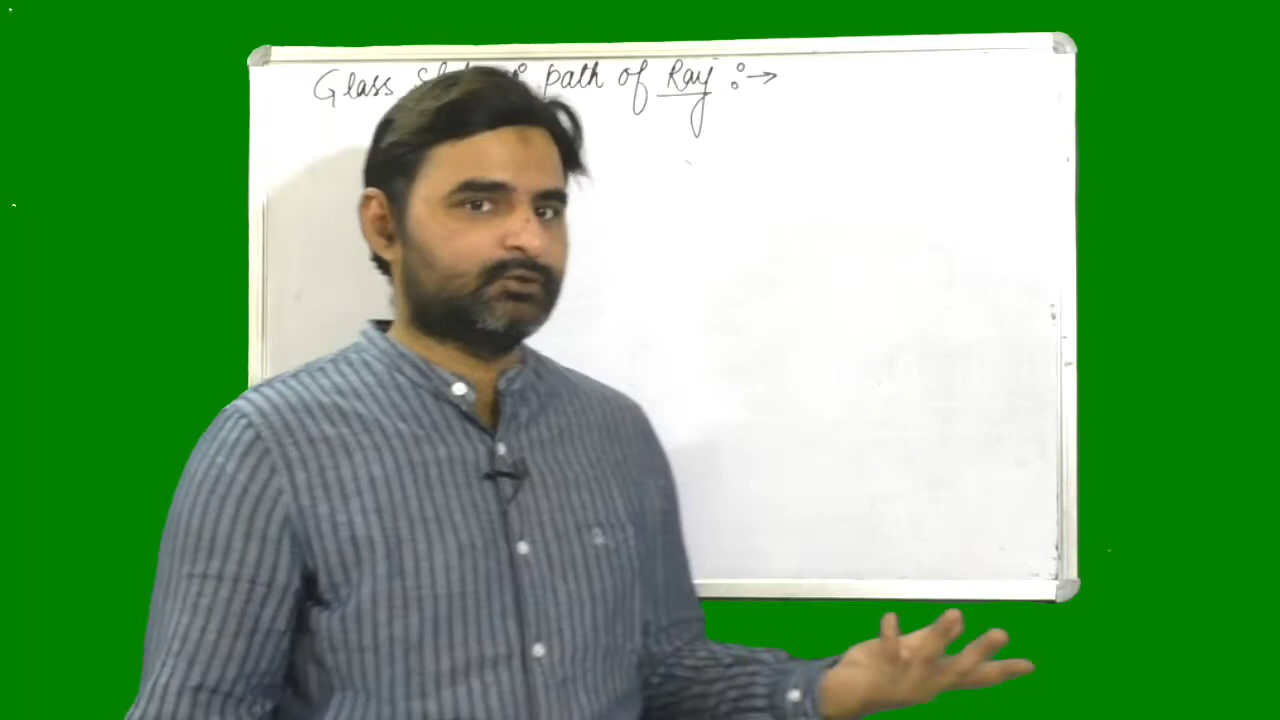 Glass path of Ray :→